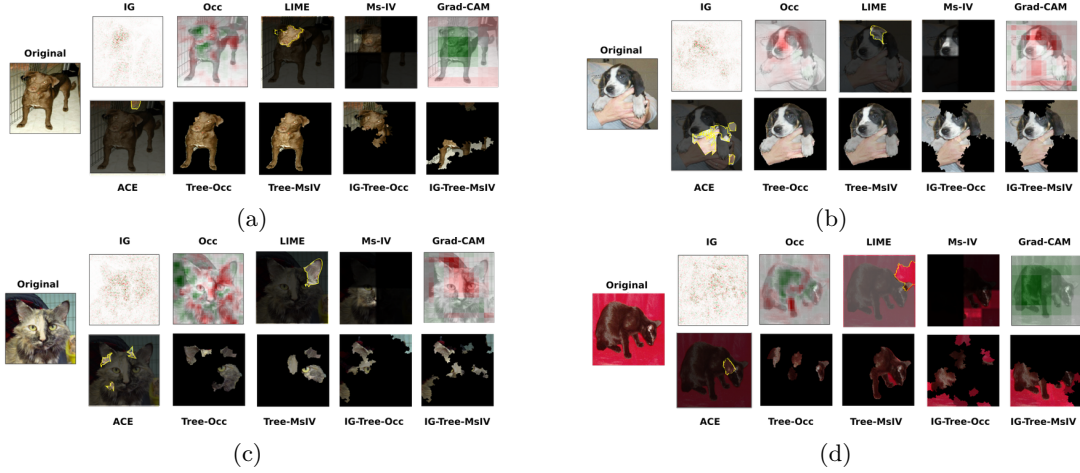 IG Occ LIME Ms-IV Grad-CAM
Original
ACE Tree-Occ Tree-MsIV IG-Tree-Occ IG-Tree-MsIV
(a)
IG Occ LIME Ms-IV Grad-CAM
Original
ACE Tree-Occ Tree-MsIV IG-Tree-Occ IG-Tree-MsIV
(b)
IG Occ LIME Ms-IV Grad-CAM
Original
ACE Tree-Occ Tree-MsIV IG-Tree-Occ IG-Tree-MsIV
(c)
IG Occ LIME Ms-IV Grad-CAM
Original
ACE Tree-Occ Tree-MsIV IG-Tree-Occ IG-Tree-MsIV
(d)